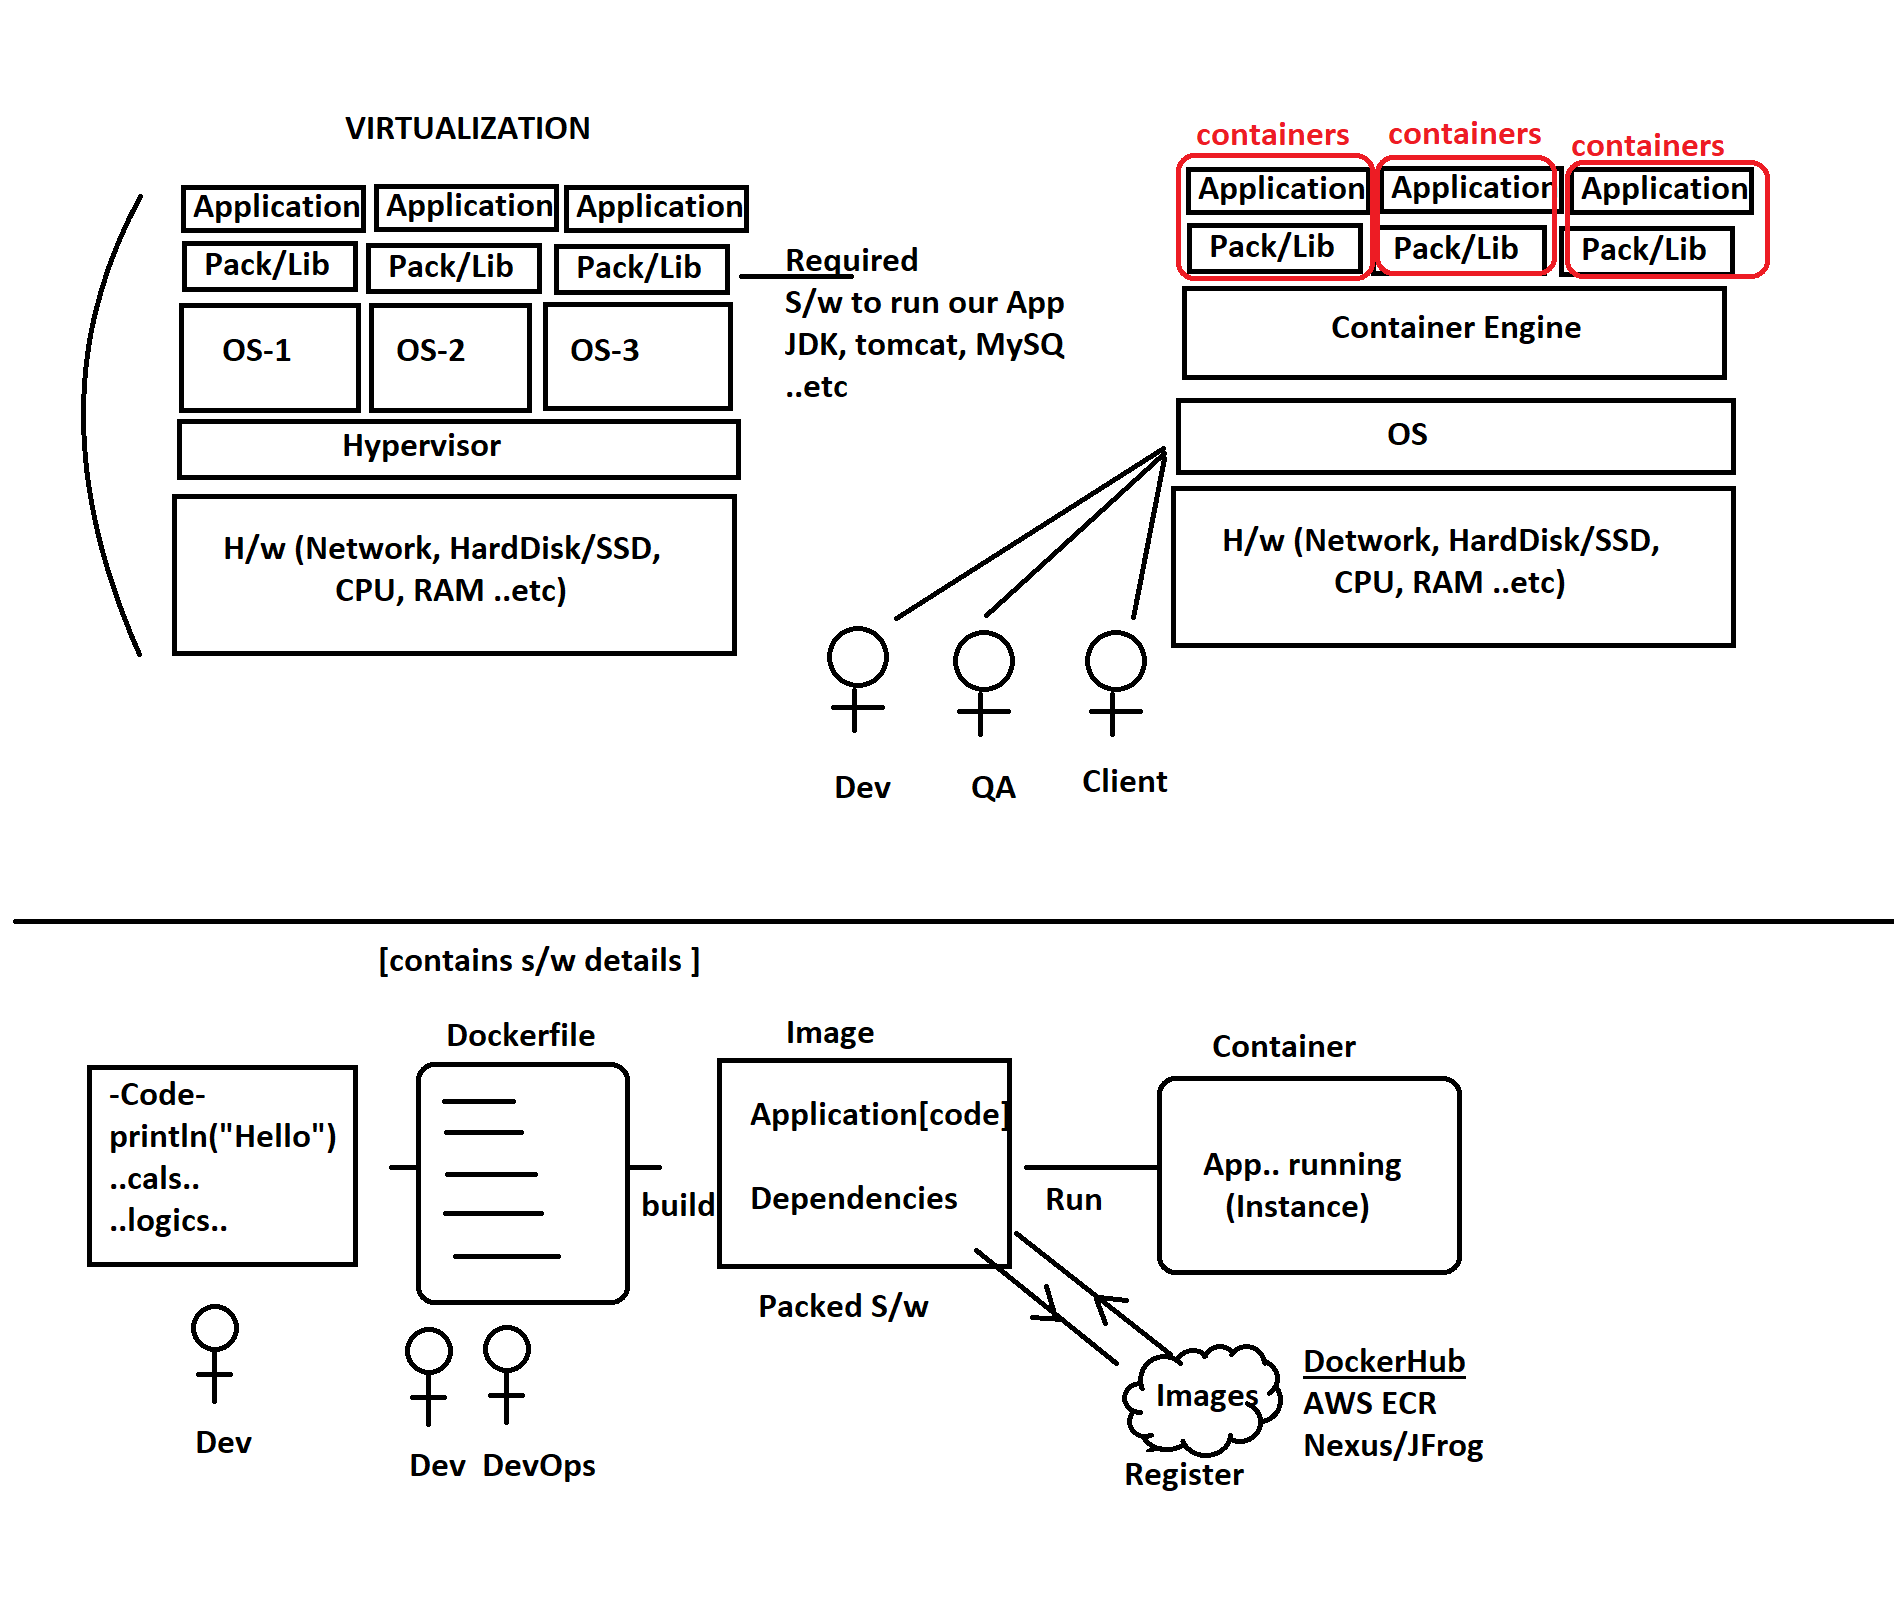 VIRTUALIZATION
Application
Application
Application
Pack/Lib
Pack/Lib
Pack/Lib
OS-1
OS-2
OS-3
Hypervisor
H/w (Network, HardDisk/SSD,
CPU, RAM ..etc)
Required
S/w to run our App
JDK, tomcat, MySQ
..etc
containers
containers
containers
Application
Application
Application
Pack/Lib
Pack/Lib
Pack/Lib
Container Engine
OS
H/w (Network, HardDisk/SSD,
CPU, RAM ..etc)
Dev
QA
Client
[contains s/w details ]
-Code-
println("Hello")
..cals..
..logics..
Dev
Dockerfile
Dev
DevOps
build
Image
Application[code]
Dependencies
Packed S/w
Run
Container
App.. running
(Instance)
Images
Register
DockerHub
AWS ECR
Nexus/JFrog